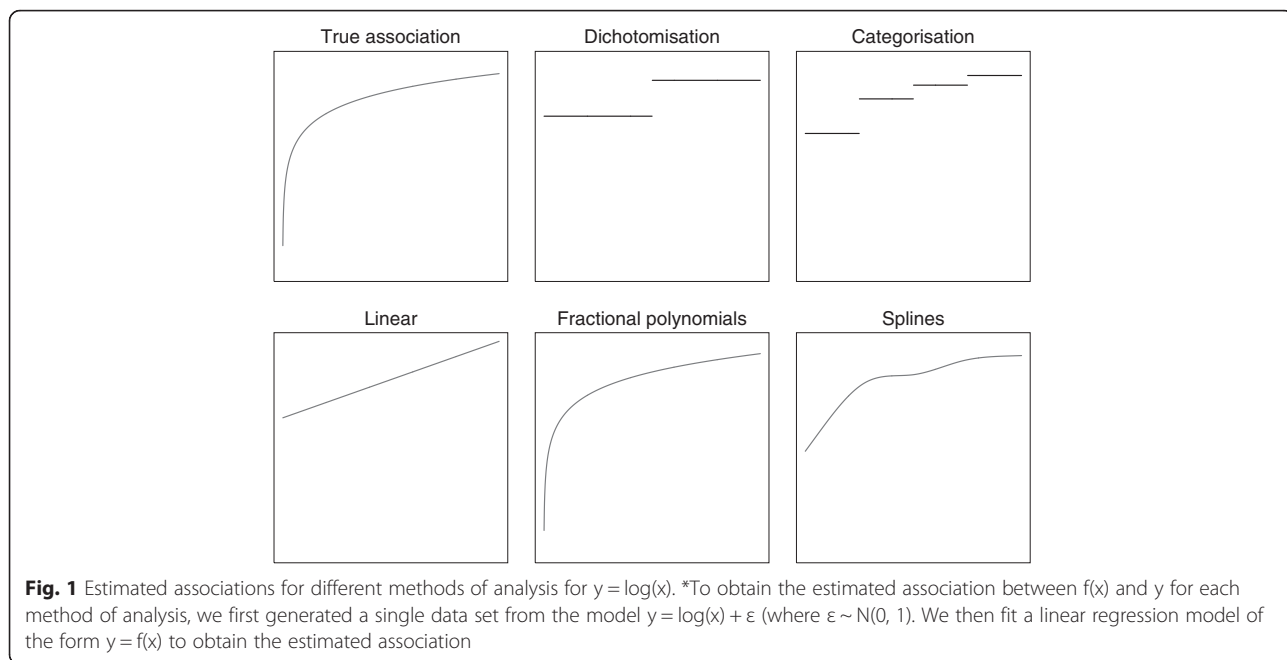 True association Dichotomisation Categorisation
Linear Fractional polynomials Splines
Fig. 1 Estimated associations for different methods of analysis for y = log(x). *To obtain the estimated association between f(x) and y for each
method of analysis, we first generated a single data set from the model y = log(x) + ε (where ε ~ N(0, 1). We then fit a linear regression model of
the form y = f(x) to obtain the estimated association